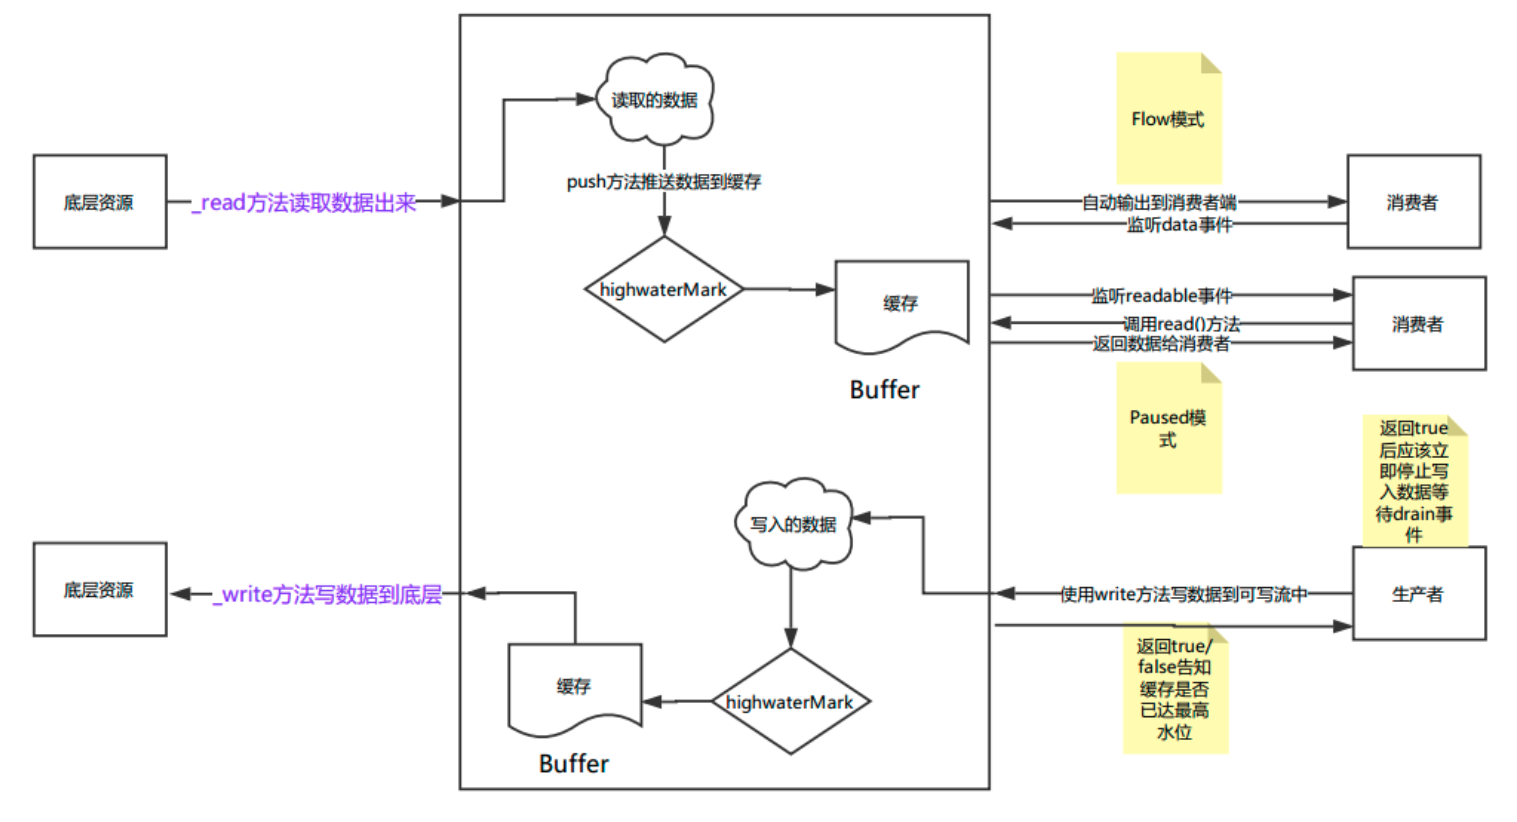 读取的数据
Flow模式
push方法推送数据到缓存
底层资源
_read方法读取数据出来
自动输出到消费者端
消费者
监听data事件
highwaterMark
缓存
监听readable事件
调用read()方法
消费者
返回数据给消费者
Buffer
Paused模
式
返回true
后应该立
即停止写
入数据等
待drain事
件
写入的数据
底层资源
_write方法写数据到底层
使用write方法写数据到可写流中
生产者
返回true/
false告知
缓存是否
已达最高
水位
缓存
highwaterMark
Buffer